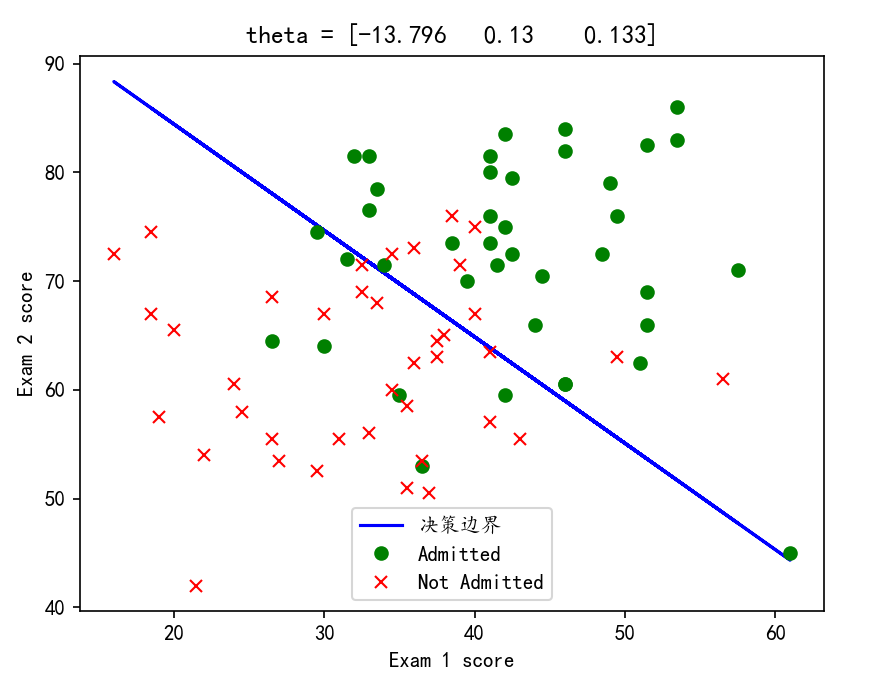 theta = [-13.796 0.13 0.133]
90
80
70
60
50
40
Exam 2 score
决策边界
Admitted
Not Admitted
20 30 40 50 60
Exam 1 score